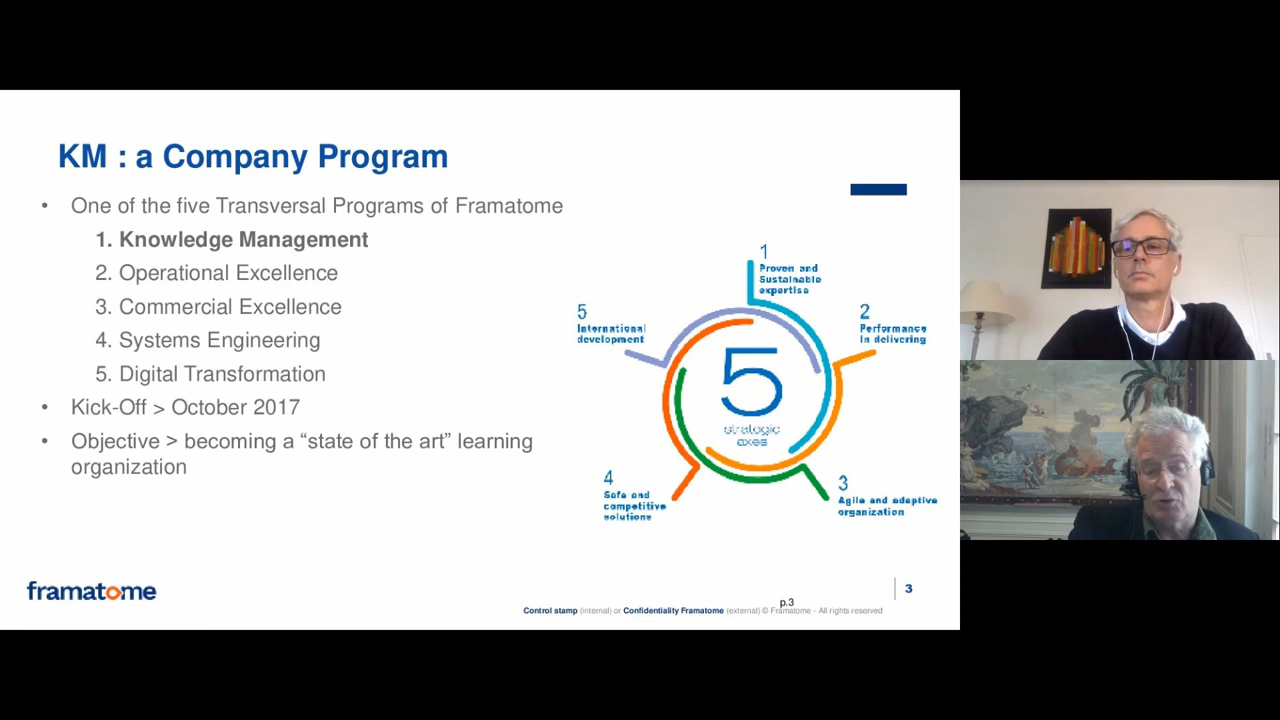 KM : a Company Program
• One of the five Transversal Programs of Framatome
1. Knowledge Management
2. Operational Excellence
3. Commercial Excellence
4. Systems Engineering
5. Digital Transformation
• Kick-Off > October 2017
• Objective > becoming a “state of the art” learning
organization
1
Proven and
Sustainable
expertise
2
Performance
in delivering
3
Agile and adaptive
organization
4
Safe and
competitive
solutions
5
International
development
5
strategic
axes
framatome
3
p.3
Control stamp (internal) or Confidentiality Framatome (external) © Framatome - All rights reserved